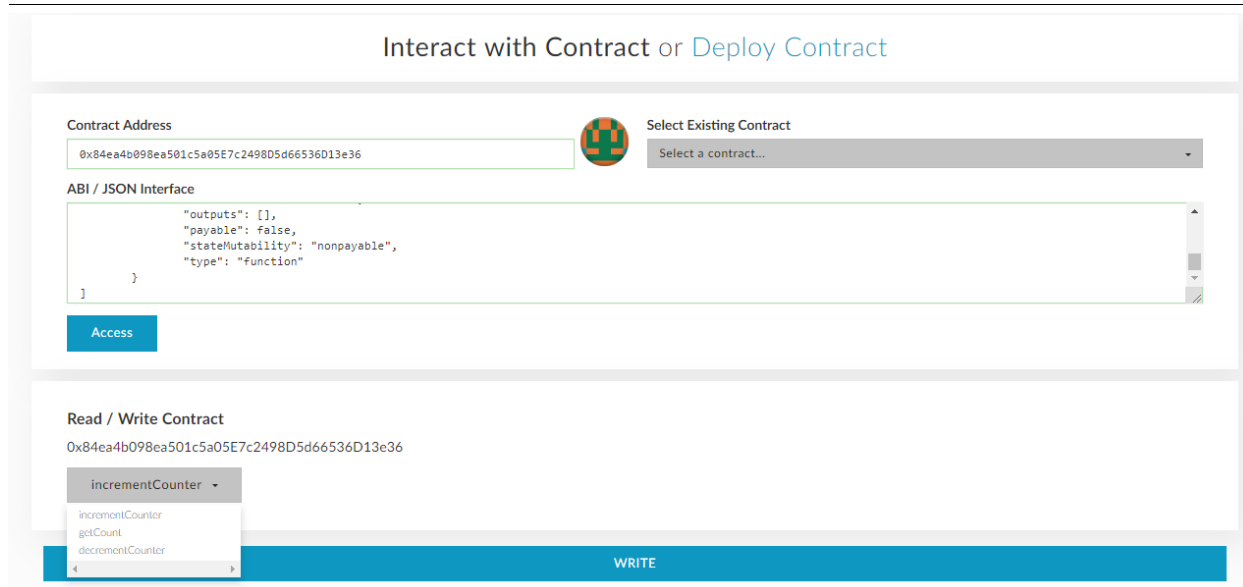 Interact with Contract or Deploy Contract
Contract Address
0x84ea4b098ea501c5a05E7c2498D5d66536D13e36
Select Existing Contract
Select a contract...
ABI / JSON Interface
"outputs": [],
"payable": false,
"stateMutability": "nonpayable",
"type": "function"
}
]
Access
Read / Write Contract
0x84ea4b098ea501c5a05E7c2498D5d66536D13e36
incrementCounter
incrementCounter
getCount
decrementCounter
WRITE